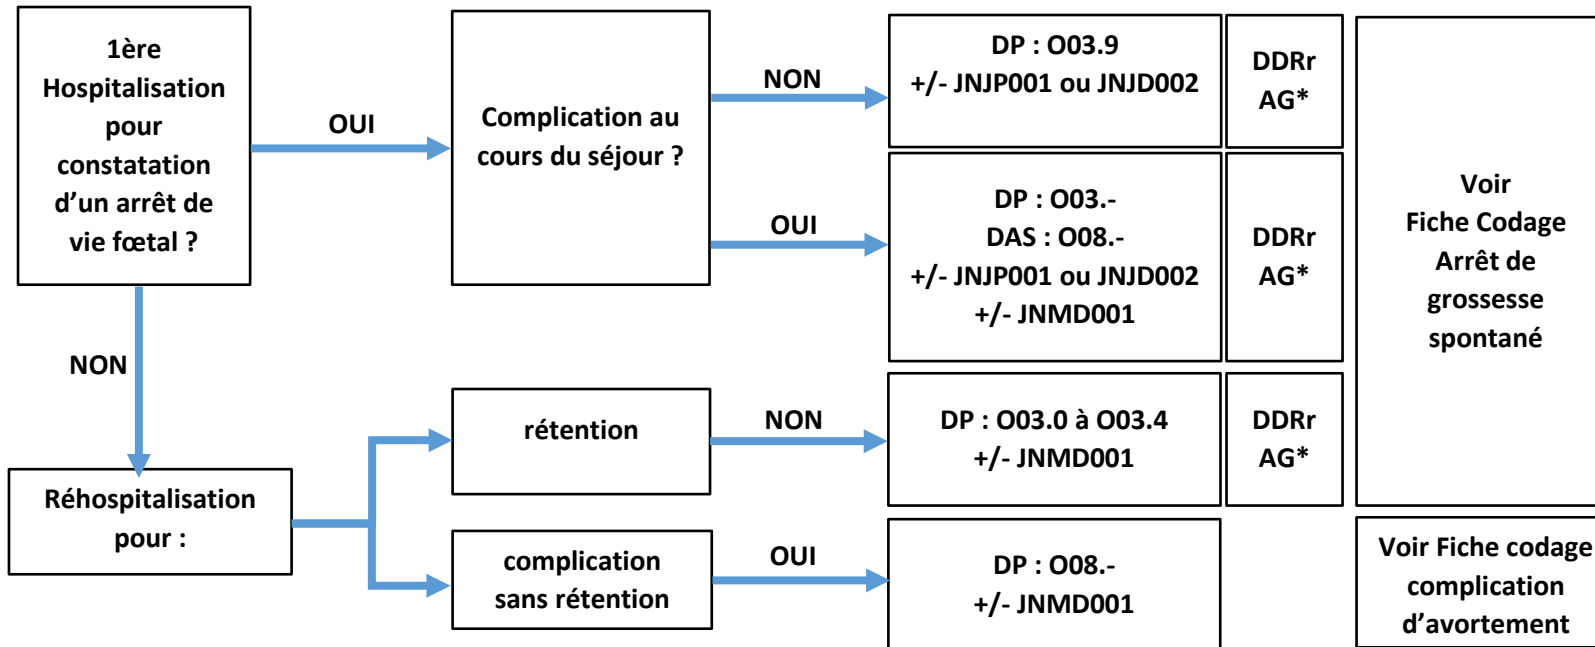 1ère
Hospitalisation
pour
constatation
d'un arrêt de
vie fœtal ?
OUI
NON
Complication au
cours du séjour ?
NON
OUI
DP : O03.9
+/- JNJP001 ou JNJD002
DDRr
AG*
DP : O03.-
DAS : O08.-
+/- JNJP001 ou JNJD002
+/- JNMD001
DDRr
AG*
Voir
Fiche Codage
Arrêt de
grossesse
spontané
Réhospitalisation
pour :
rétention
NON
DP : O03.0 à O03.4
+/- JNMD001
DDRr
AG*
complication
sans rétention
OUI
DP : O08.-
+/- JNMD001
Voir Fiche codage
complication
d'avortement